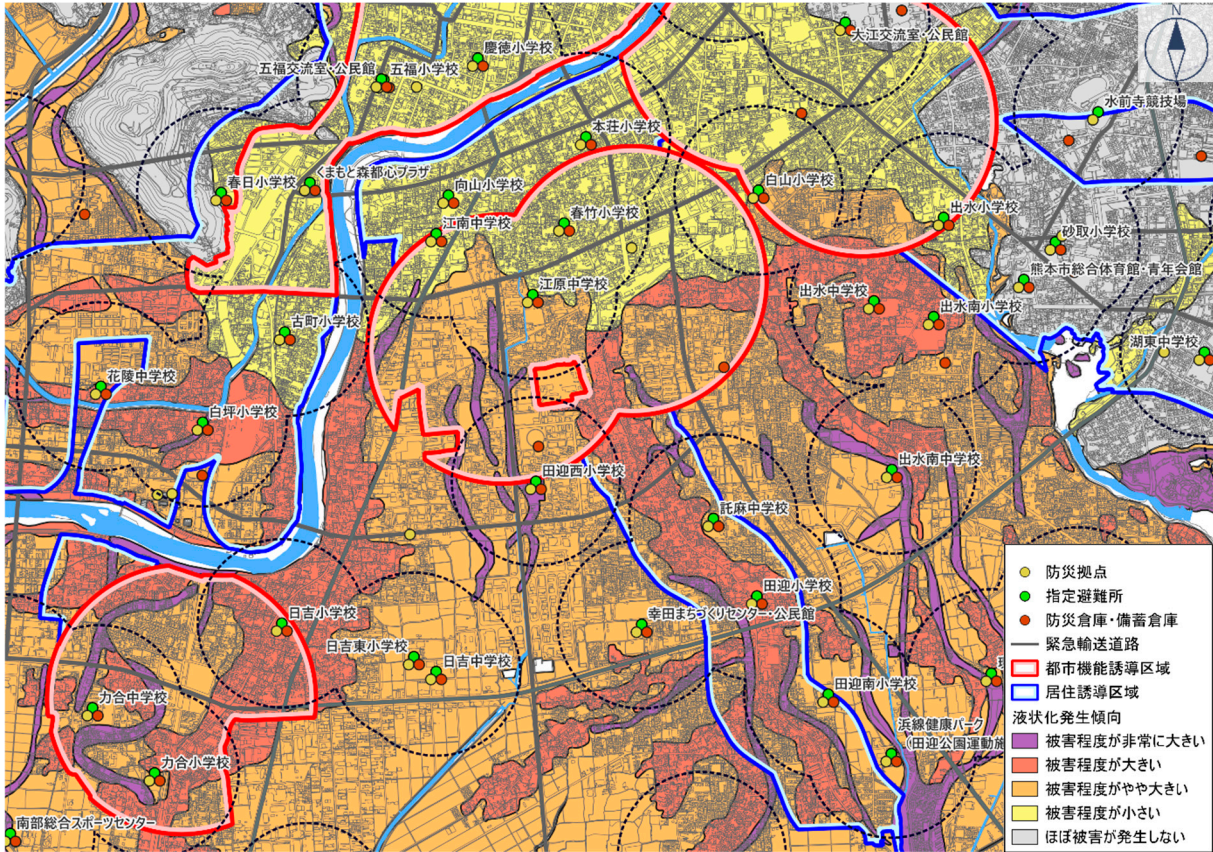 大江交流室・公民館
N
慶徳小学校
五福交流室・公民館
五福小学校
水前寺競技場
本荘小学校
くまもと森都心プラザ
春日小学校
向山小学校
白山小学校
出水小学校
春竹小学校
江南中学校
砂取小学校
熊本市総合体育館・青年会館
江原中学校
出水中学校
出水南小学校
古町小学校
湖東中学校
花陵中学校
白坪小学校
田迎西小学校
出水南中学校
託麻中学校
田迎小学校
幸田まちづくりセンター・公民館
日吉小学校
日吉東小学校
日吉中学校
田迎南小学校
力合中学校
浜線健康パーク
(田迎公園運動施
力合小学校
南部総合スポーツセンター
防災拠点
指定避難所
防災倉庫・備蓄倉庫
緊急輸送道路
都市機能誘導区域
居住誘導区域
液状化発生傾向
被害程度が非常に大きい
被害程度が大きい
被害程度がやや大きい
被害程度が小さい
ほぼ被害が発生しない